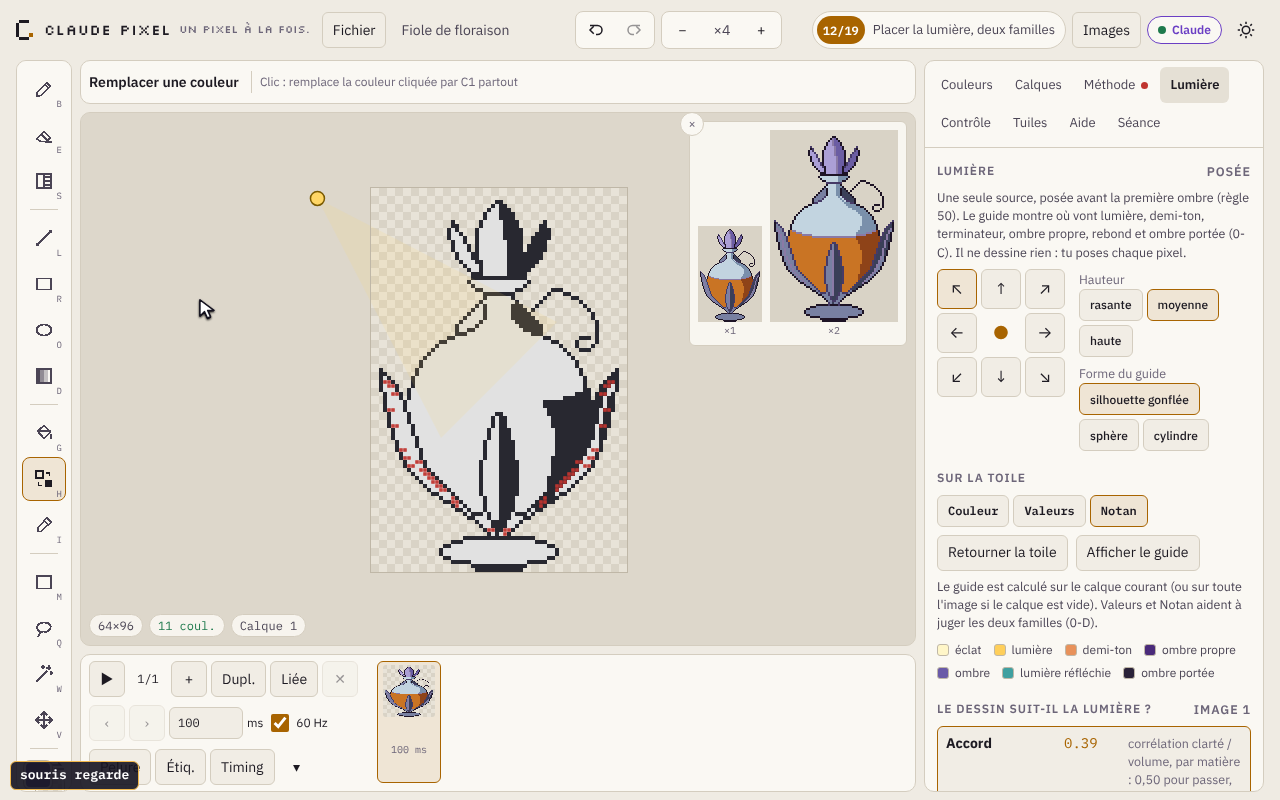 CLAUDE PIXEL UN PIXEL À LA FOIS. Fichier Fiole de floraison − ×4 + 12/19 Placer la lumière, deux familles Images Claude
Remplacer une couleur Clic : remplace la couleur cliquée par C1 partout
B
E
S
L
R
O
D
G
H
I
M
Q
W
V
×
×1 ×2
64×96 11 coul. Calque 1
1/1 + Dupl. Liée ×
‹ › 100 ms 60 Hz
Étiq. Timing ▼
100 ms
souris regarde
Couleurs Calques Méthode Lumière
Contrôle Tuiles Aide Séance
LUMIÈRE POSÉE
Une seule source, posée avant la première ombre (règle
50). Le guide montre où vont lumière, demi-ton,
terminateur, ombre propre, rebond et ombre portée (0-
C). Il ne dessine rien : tu poses chaque pixel.
↖ ↑ ↗
← →
↙ ↓ ↘
Hauteur
rasante moyenne
haute
Forme du guide
silhouette gonflée
sphère cylindre
SUR LA TOILE
Couleur Valeurs Notan
Retourner la toile Afficher le guide
Le guide est calculé sur le calque courant (ou sur toute
l'image si le calque est vide). Valeurs et Notan aident à
juger les deux familles (0-D).
éclat lumière demi-ton ombre propre
ombre lumière réfléchie ombre portée
LE DESSIN SUIT-IL LA LUMIÈRE ? IMAGE 1
Accord 0.39 corrélation clarté /
volume, par matière
: 0,50 pour passer,